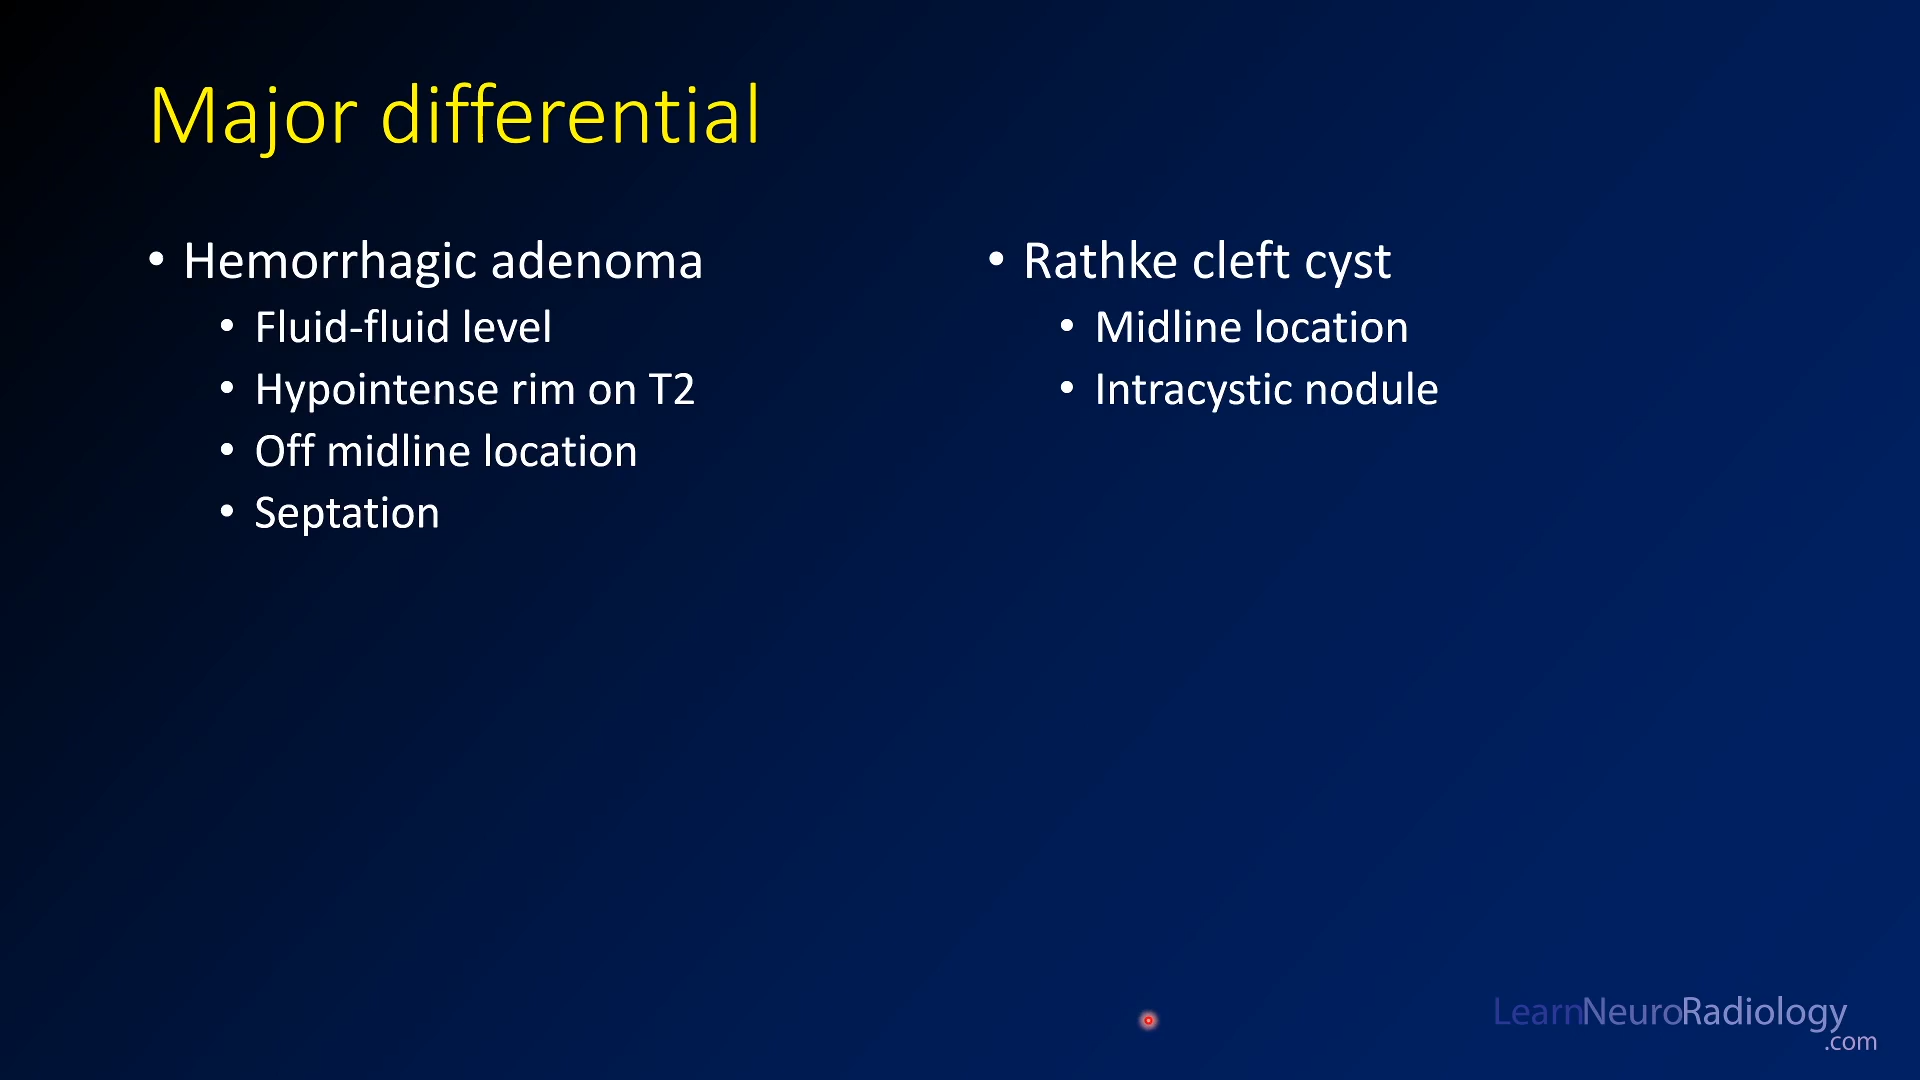 Major differential
• Hemorrhagic adenoma
• Fluid-fluid level
• Hypointense rim on T2
• Off midline location
• Septation
• Rathke cleft cyst
• Midline location
• Intracystic nodule
LearnNeuroRadiology
.com